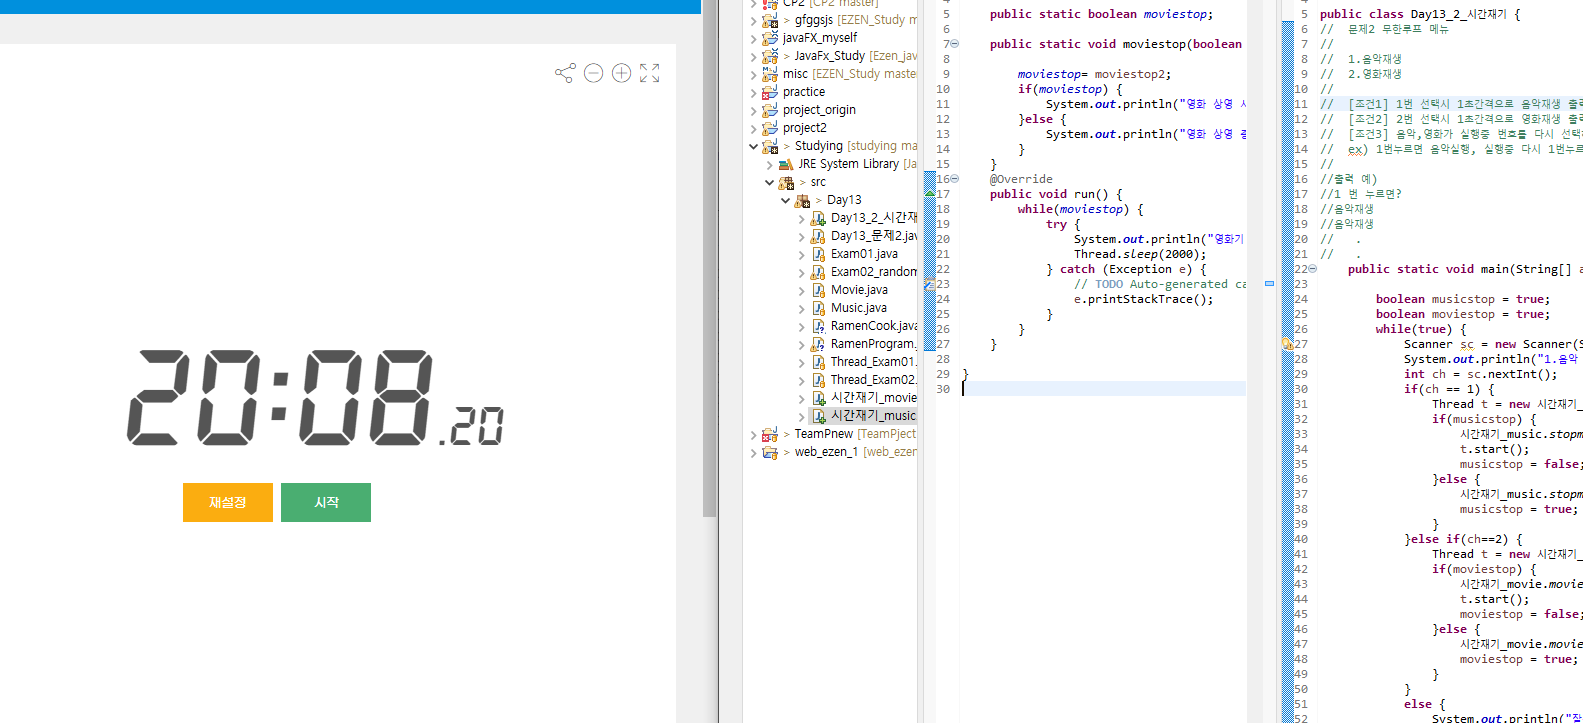 20:08.20
재설정
시작
CP2 [CP2 master]
> gfggsjs [EZEN_Study m
javaFX_myself
> JavaFx_Study [Ezen_jav
misc [EZEN_Study maste
practice
project_origin
project2
> Studying [studying ma
JRE System Library [Ja
> src
> Day13
Day13_2_시간재
Day13_문제2.jav
Exam01.java
Exam02_random
Movie.java
Music.java
RamenCook.java
RamenProgram.
Thread_Exam01.
Thread_Exam02.
시간재기_movie
시간재기_music
> TeamPnew [TeamPject
> web_ezen_1 [web_ezen
5 public static boolean moviestop;
6
7 public static void moviestop(boolean
8
9 moviestop= moviestop2;
10 if(moviestop) {
11 System.out.println("영화 상영 시
12 }else {
13 System.out.println("영화 상영 종
14 }
15 }
16 @Override
17 public void run() {
18 while(moviestop) {
19 try {
20 System.out.println("영화기
21 Thread.sleep(2000);
22 } catch (Exception e) {
23 // TODO Auto-generated ca
24 e.printStackTrace();
25 }
26 }
27 }
28
29 }
30
5 public class Day13_2_시간재기 {
6 // 문제2 무한루프 메뉴
7 //
8 // 1.음악재생
9 // 2.영화재생
10 //
11 // [조건1] 1번 선택시 1초간격으로 음악재생 출력
12 // [조건2] 2번 선택시 1초간격으로 영화재생 출력
13 // [조건3] 음악,영화가 실행중 번호를 다시 선택
14 // ex) 1번누르면 음악실행, 실행중 다시 1번누르
15 //
16 //출력 예)
17 //1 번 누르면?
18 //음악재생
19 //음악재생
20 // .
21 // .
22 public static void main(String[] a
23
24 boolean musicstop = true;
25 boolean moviestop = true;
26 while(true) {
27 Scanner sc = new Scanner(S
28 System.out.println("1.음악
29 int ch = sc.nextInt();
30 if(ch == 1) {
31 Thread t = new 시간재기_
32 if(musicstop) {
33 시간재기_music.stopm
34 t.start();
35 musicstop = false;
36 }else {
37 시간재기_music.stopm
38 musicstop = true;
39 }
40 }else if(ch==2) {
41 Thread t = new 시간재기_
42 if(moviestop) {
43 시간재기_movie.movie
44 t.start();
45 moviestop = false;
46 }else {
47 시간재기_movie.movie
48 moviestop = true;
49 }
50 }
51 else {
52 System.out.println("잘